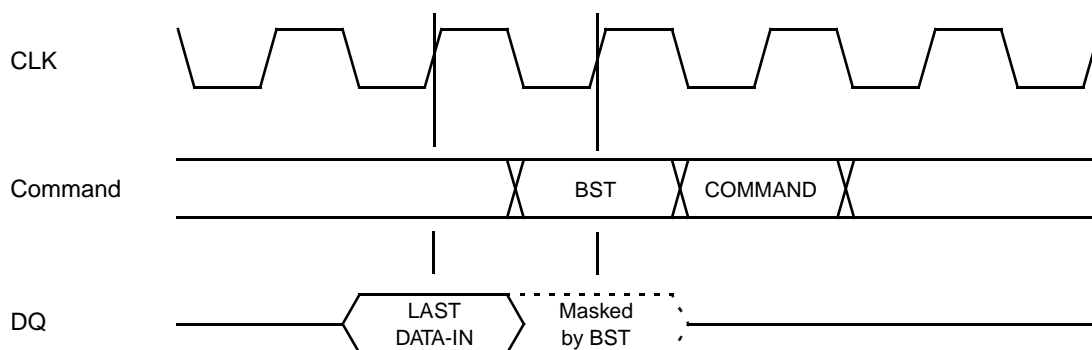 CLK
Command
BST
COMMAND
DQ
LAST
DATA-IN
Masked
by BST